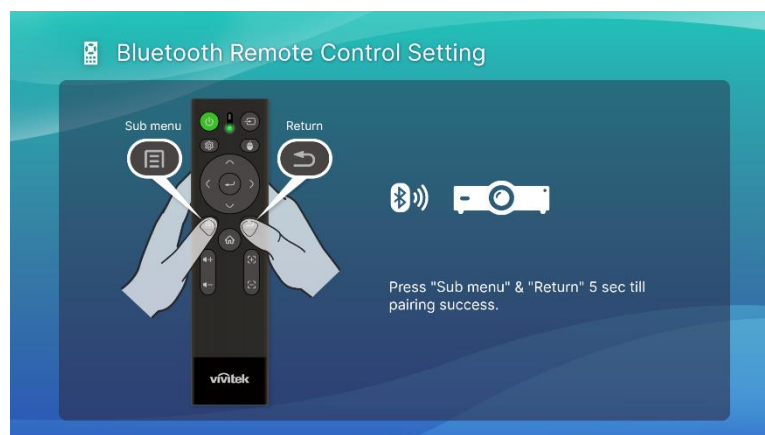 Bluetooth Remote Control Setting
Sub menu
Return
Press "Sub menu" & "Return" 5 sec till
pairing success.
vivitek